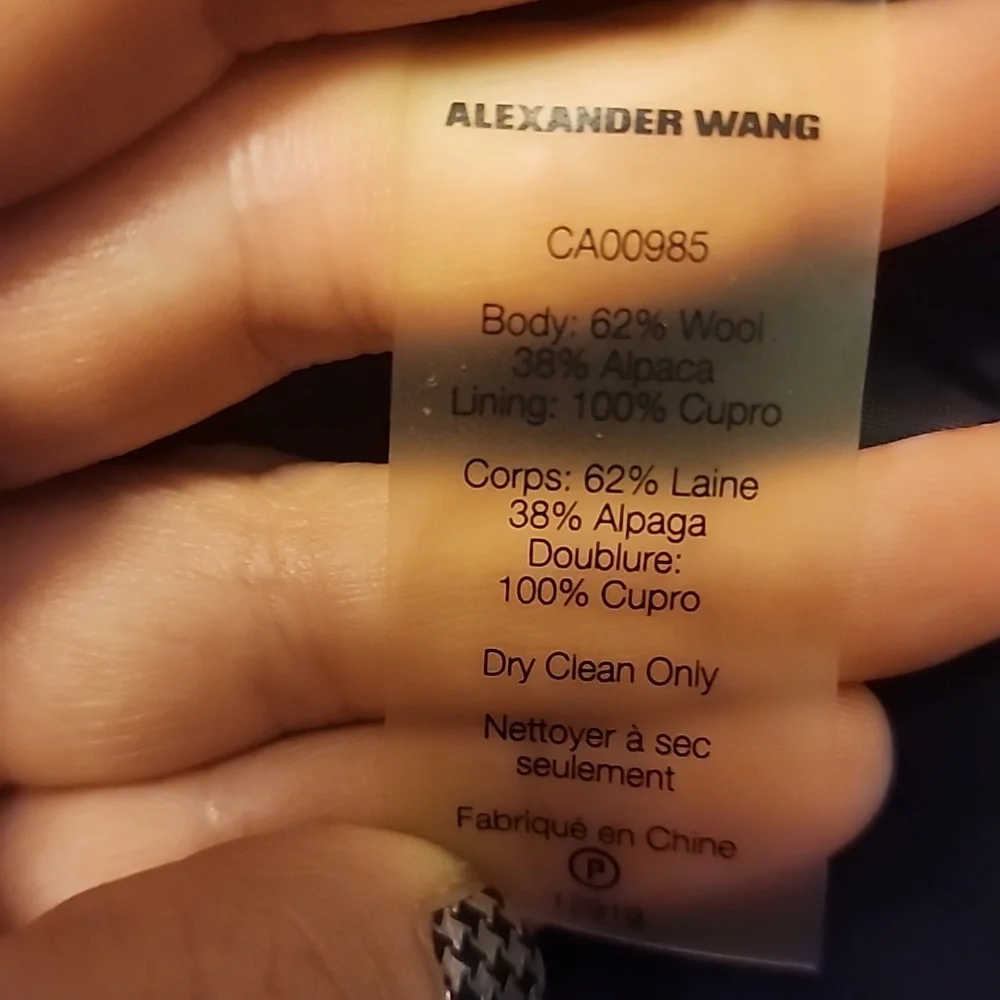 ALEXANDER WANG
CA00985
Body: 62% Wool
38% Alpaca
Lining: 100% Cupro
Corps: 62% Laine
38% Alpaga
Doublure:
100% Cupro
Dry Clean Only
Nettoyer à sec
seulement
Fabriqué en Chine
P